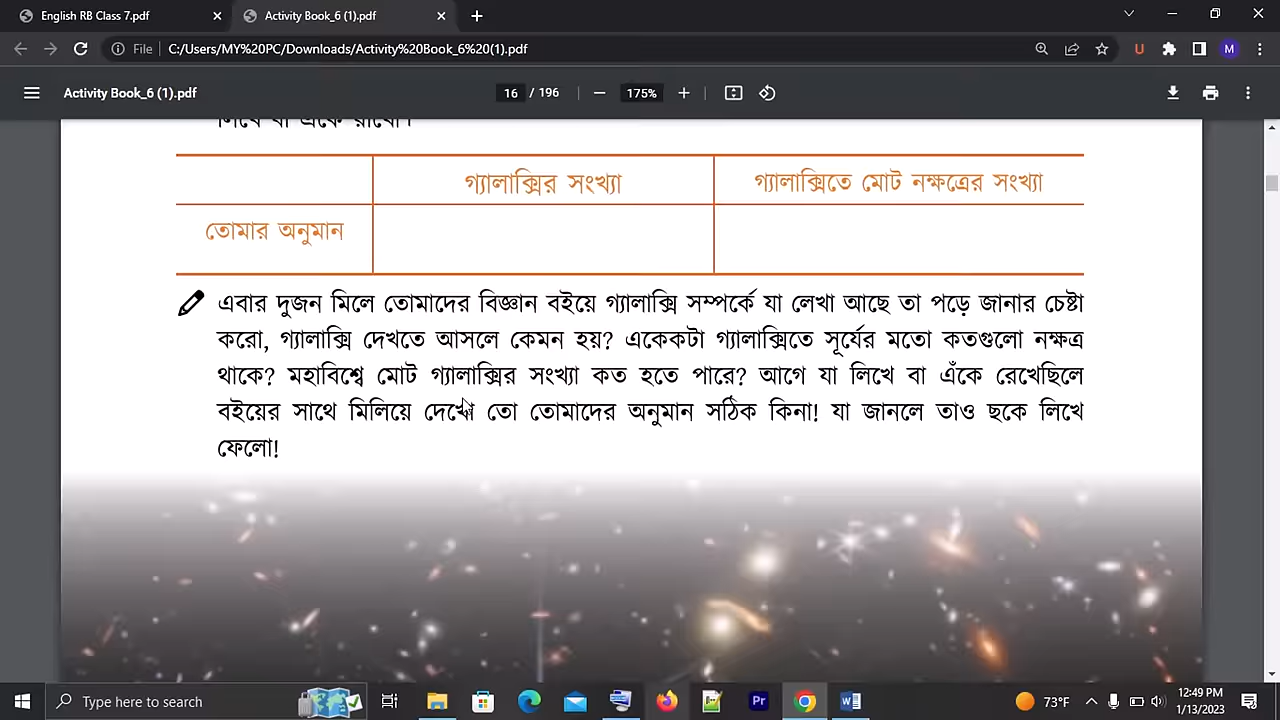 English RB Class 7.pdf
Activity Book_6 (1).pdf
File C:/Users/MY%20PC/Downloads/Activity%20Book_6%20(1).pdf
U
M
Activity Book_6 (1).pdf
16 / 196
175%
লিখে বা এঁকে রাখো।
গ্যালাক্সির সংখ্যা
গ্যালাক্সিতে মোট নক্ষত্রের সংখ্যা
তোমার অনুমান
এবার দুজন মিলে তোমাদের বিজ্ঞান বইয়ে গ্যালাক্সি সম্পর্কে যা লেখা আছে তা পড়ে জানার চেষ্টা
করো, গ্যালাক্সি দেখতে আসলে কেমন হয়? একেকটা গ্যালাক্সিতে সূর্যের মতো কতগুলো নক্ষত্র
থাকে? মহাবিশ্বে মোট গ্যালাক্সির সংখ্যা কত হতে পারে? আগে যা লিখে বা এঁকে রেখেছিলে
বইয়ের সাথে মিলিয়ে দেখো তো তোমাদের অনুমান সঠিক কিনা! যা জানলে তাও ছকে লিখে
ফেলো!
Type here to search
Pr
73°F
12:49 PM
1/13/2023